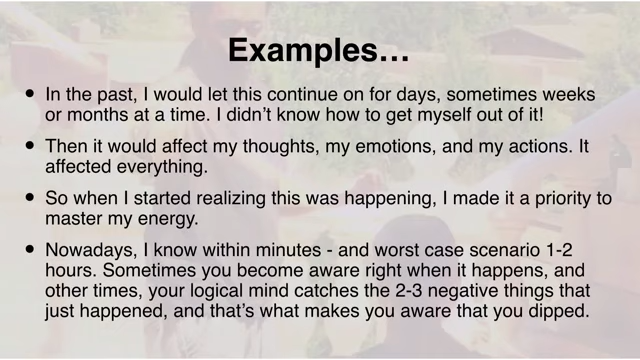 Examples…
• In the past, I would let this continue on for days, sometimes weeks
or months at a time. I didn’t know how to get myself out of it!
• Then it would affect my thoughts, my emotions, and my actions. It
affected everything.
• So when I started realizing this was happening, I made it a priority to
master my energy.
• Nowadays, I know within minutes - and worst case scenario 1-2
hours. Sometimes you become aware right when it happens, and
other times, your logical mind catches the 2-3 negative things that
just happened, and that’s what makes you aware that you dipped.